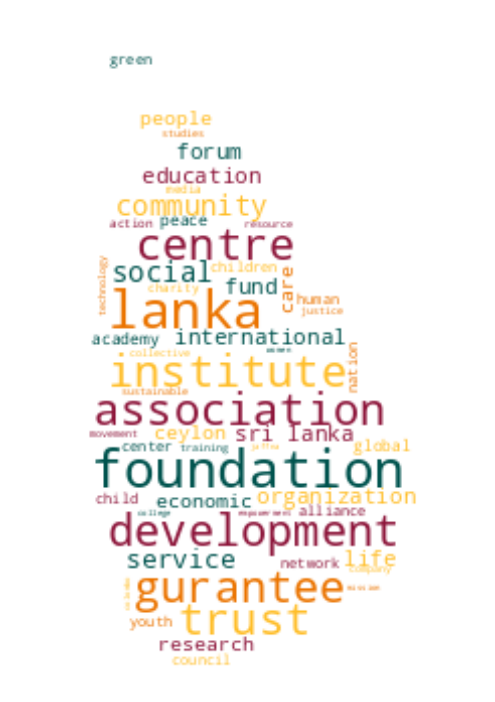 green
people
studies
forum
education
media
community
action peace resource
centre
technology social children
charity fund care human
lanka justice
academy international
collective women nation
institute
sustainable
association
movement ceylon sri lanka
center training jaffna global
foundation
child economic organization
college empowerment alliance
development
service network life
company
gurantee mission
colombo
youth trust
research
council